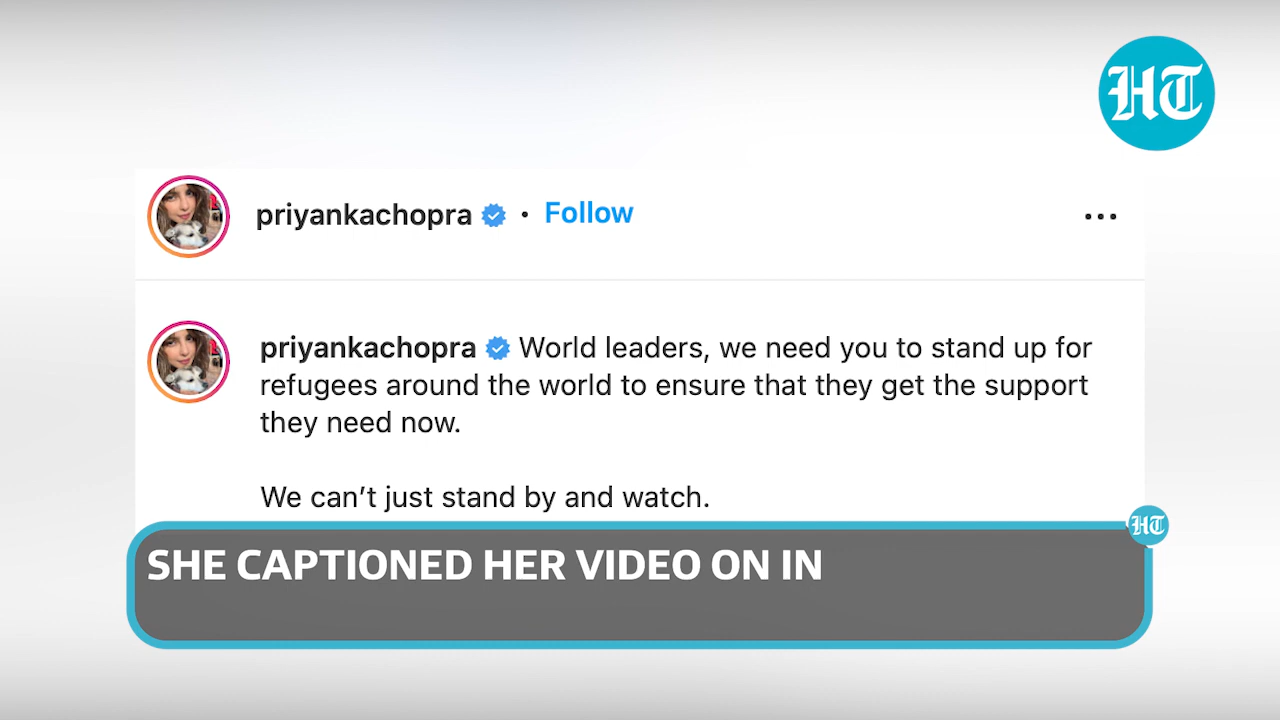 HT
priyankachopra • Follow ...
priyankachopra World leaders, we need you to stand up for
refugees around the world to ensure that they get the support
they need now.
We can’t just stand by and watch.
HT
SHE CAPTIONED HER VIDEO ON IN